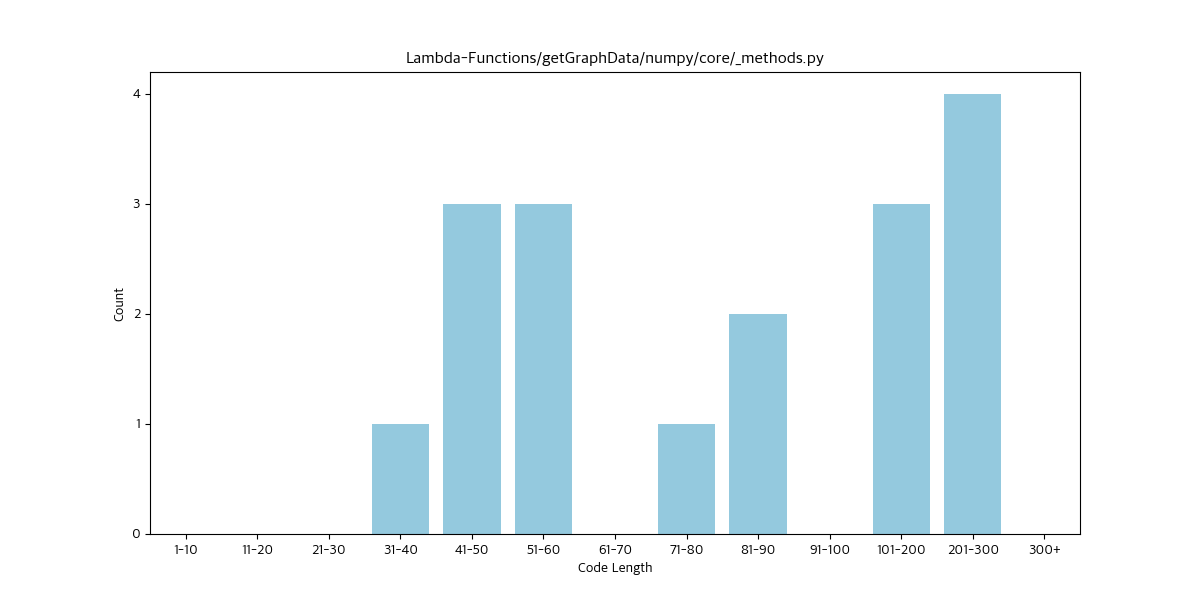 Lambda-Functions/getGraphData/numpy/core/_methods.py
4
3
2
1
0
Count
1-10 11-20 21-30 31-40 41-50 51-60 61-70 71-80 81-90 91-100 101-200 201-300 300+
Code Length